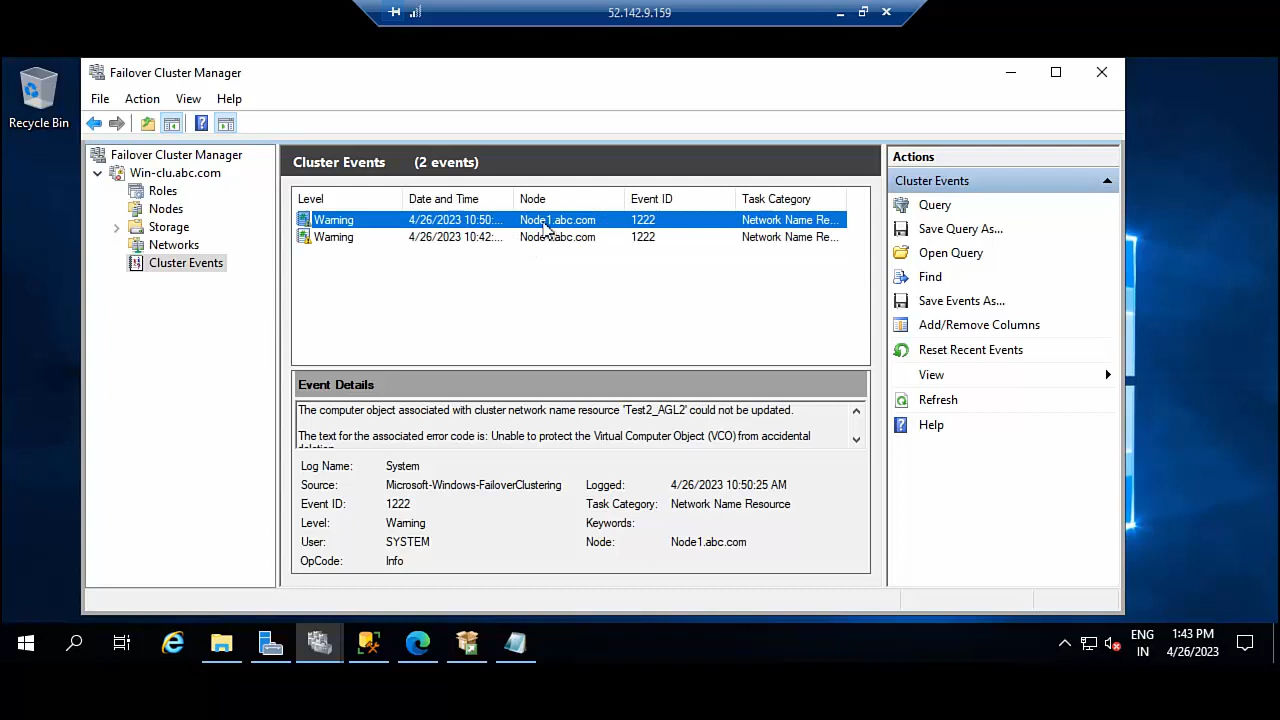 52.142.9.159
Recycle Bin
Failover Cluster Manager
File Action View Help
Failover Cluster Manager
Win-clu.abc.com
Roles
Nodes
Storage
Networks
Cluster Events
Cluster Events (2 events)
Level Date and Time Node Event ID Task Category
Warning 4/26/2023 10:50:... Node1.abc.com 1222 Network Name Re...
Warning 4/26/2023 10:42:... 1222 Network Name Re...
Event Details
The computer object associated with cluster network name resource 'Test2_AGL2' could not be updated.
The text for the associated error code is: Unable to protect the Virtual Computer Object (VCO) from accidental
deletion
Log Name: System
Source: Microsoft-Windows-FailoverClustering Logged: 4/26/2023 10:50:25 AM
Event ID: 1222 Task Category: Network Name Resource
Level: Warning Keywords:
User: SYSTEM Node: Node1.abc.com
OpCode: Info
Actions
Cluster Events
Query
Save Query As...
Open Query
Find
Save Events As...
Add/Remove Columns
Reset Recent Events
View
Refresh
Help
ENG
IN
1:43 PM
4/26/2023